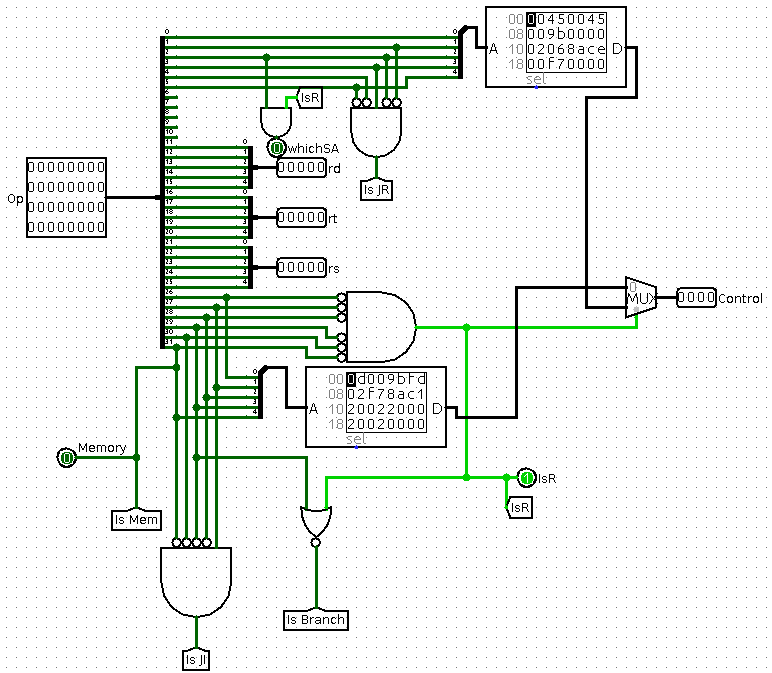 00 00450045
08 009b0000
10 02068ace
18 00f70000
A
D
sel
IsR
whichSA
00000 rd
Is JR
00000000
00000000
00000000
00000000
Op
00000 rt
00000 rs
0
MUX
0000 Control
00 0d009bfd
08 02f78ac1
10 20022000
18 20020000
A
D
sel
0 Memory
1 IsR
IsR
Is Mem
Is Branch
Is JI